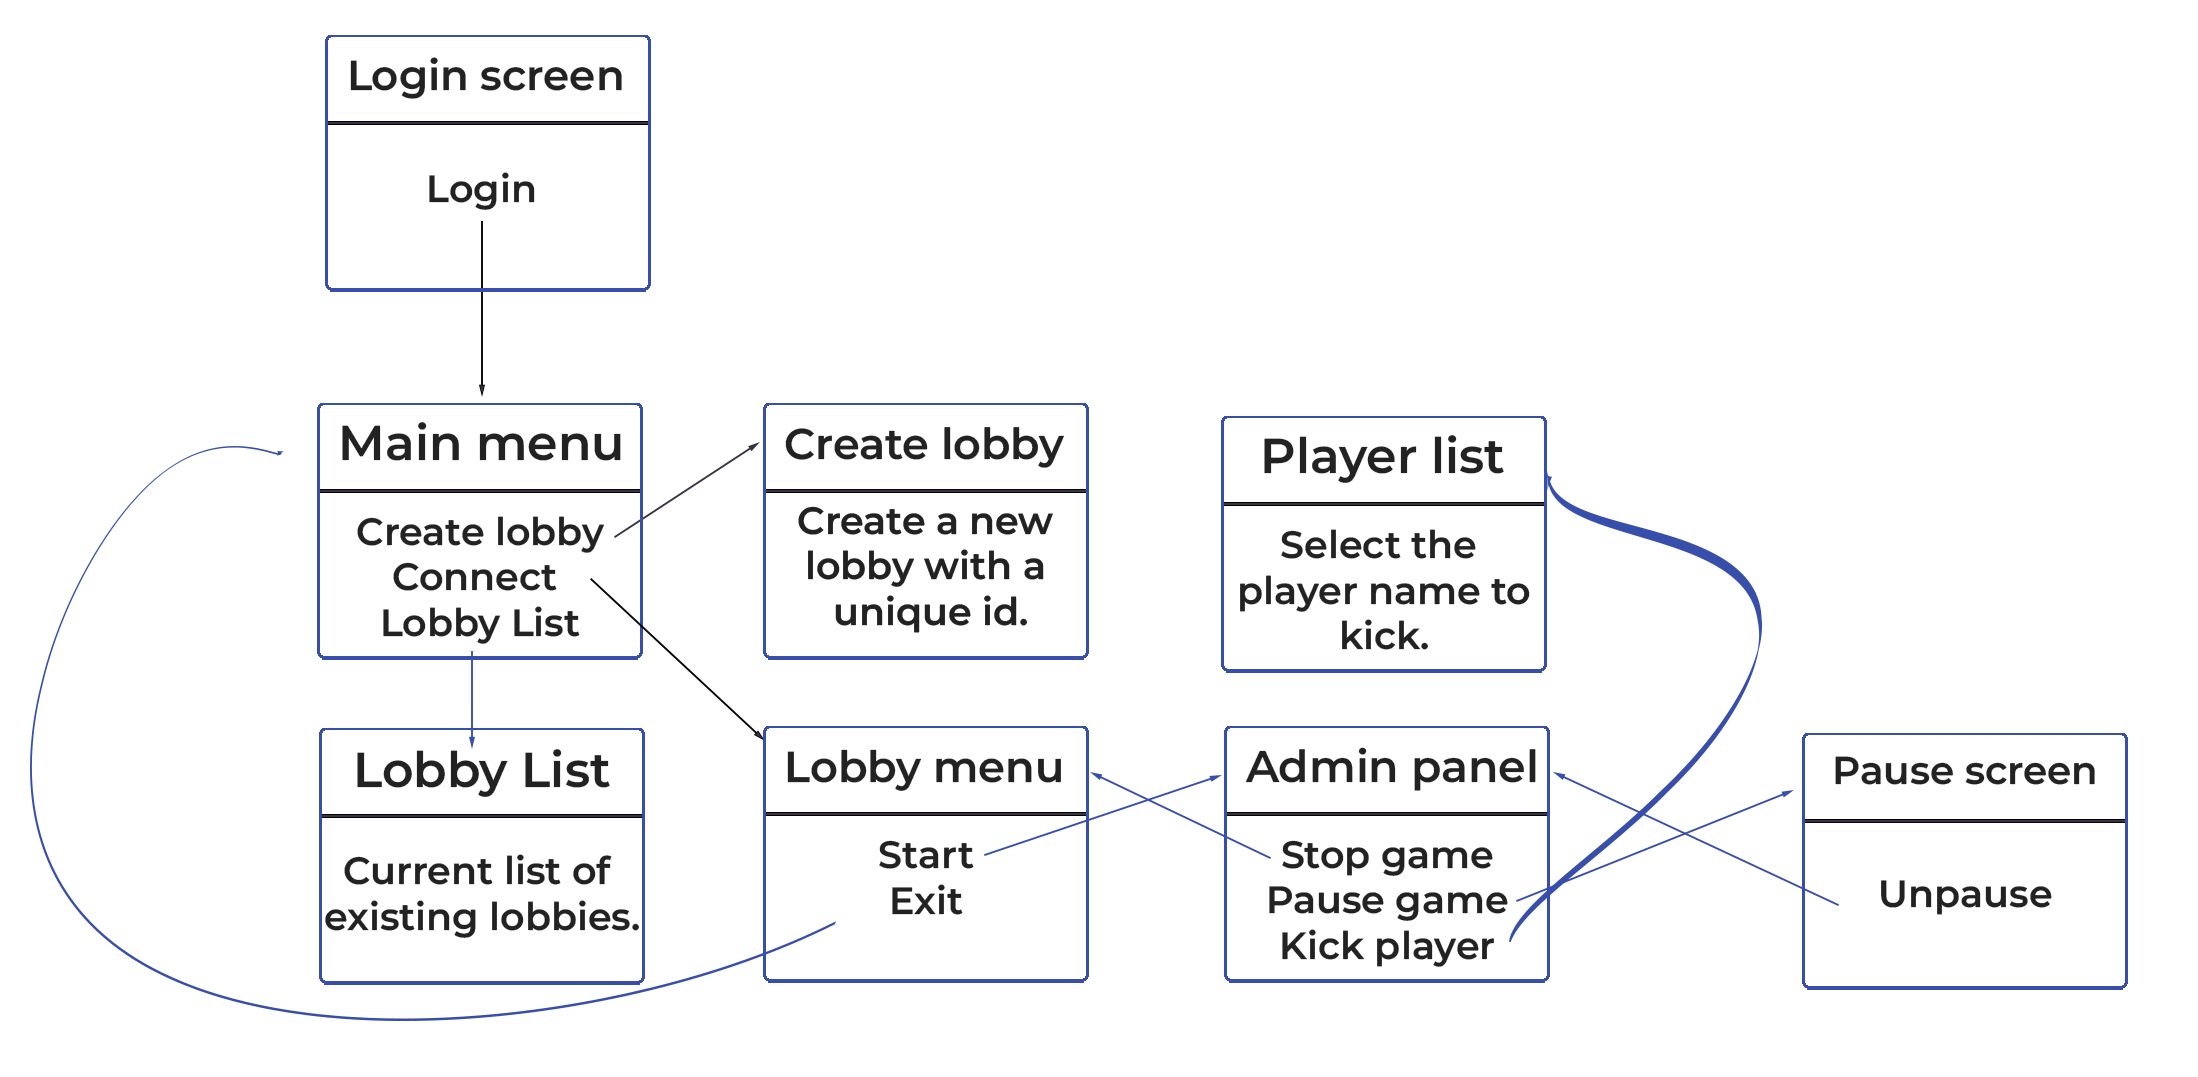 Login screen
Login
Main menu
Create lobby
Connect
Lobby List
Create lobby
Create a new
lobby with a
unique id.
Player list
Select the
player name to
kick.
Lobby List
Current list of
existing lobbies.
Lobby menu
Start
Exit
Admin panel
Stop game
Pause game
Kick player
Pause screen
Unpause